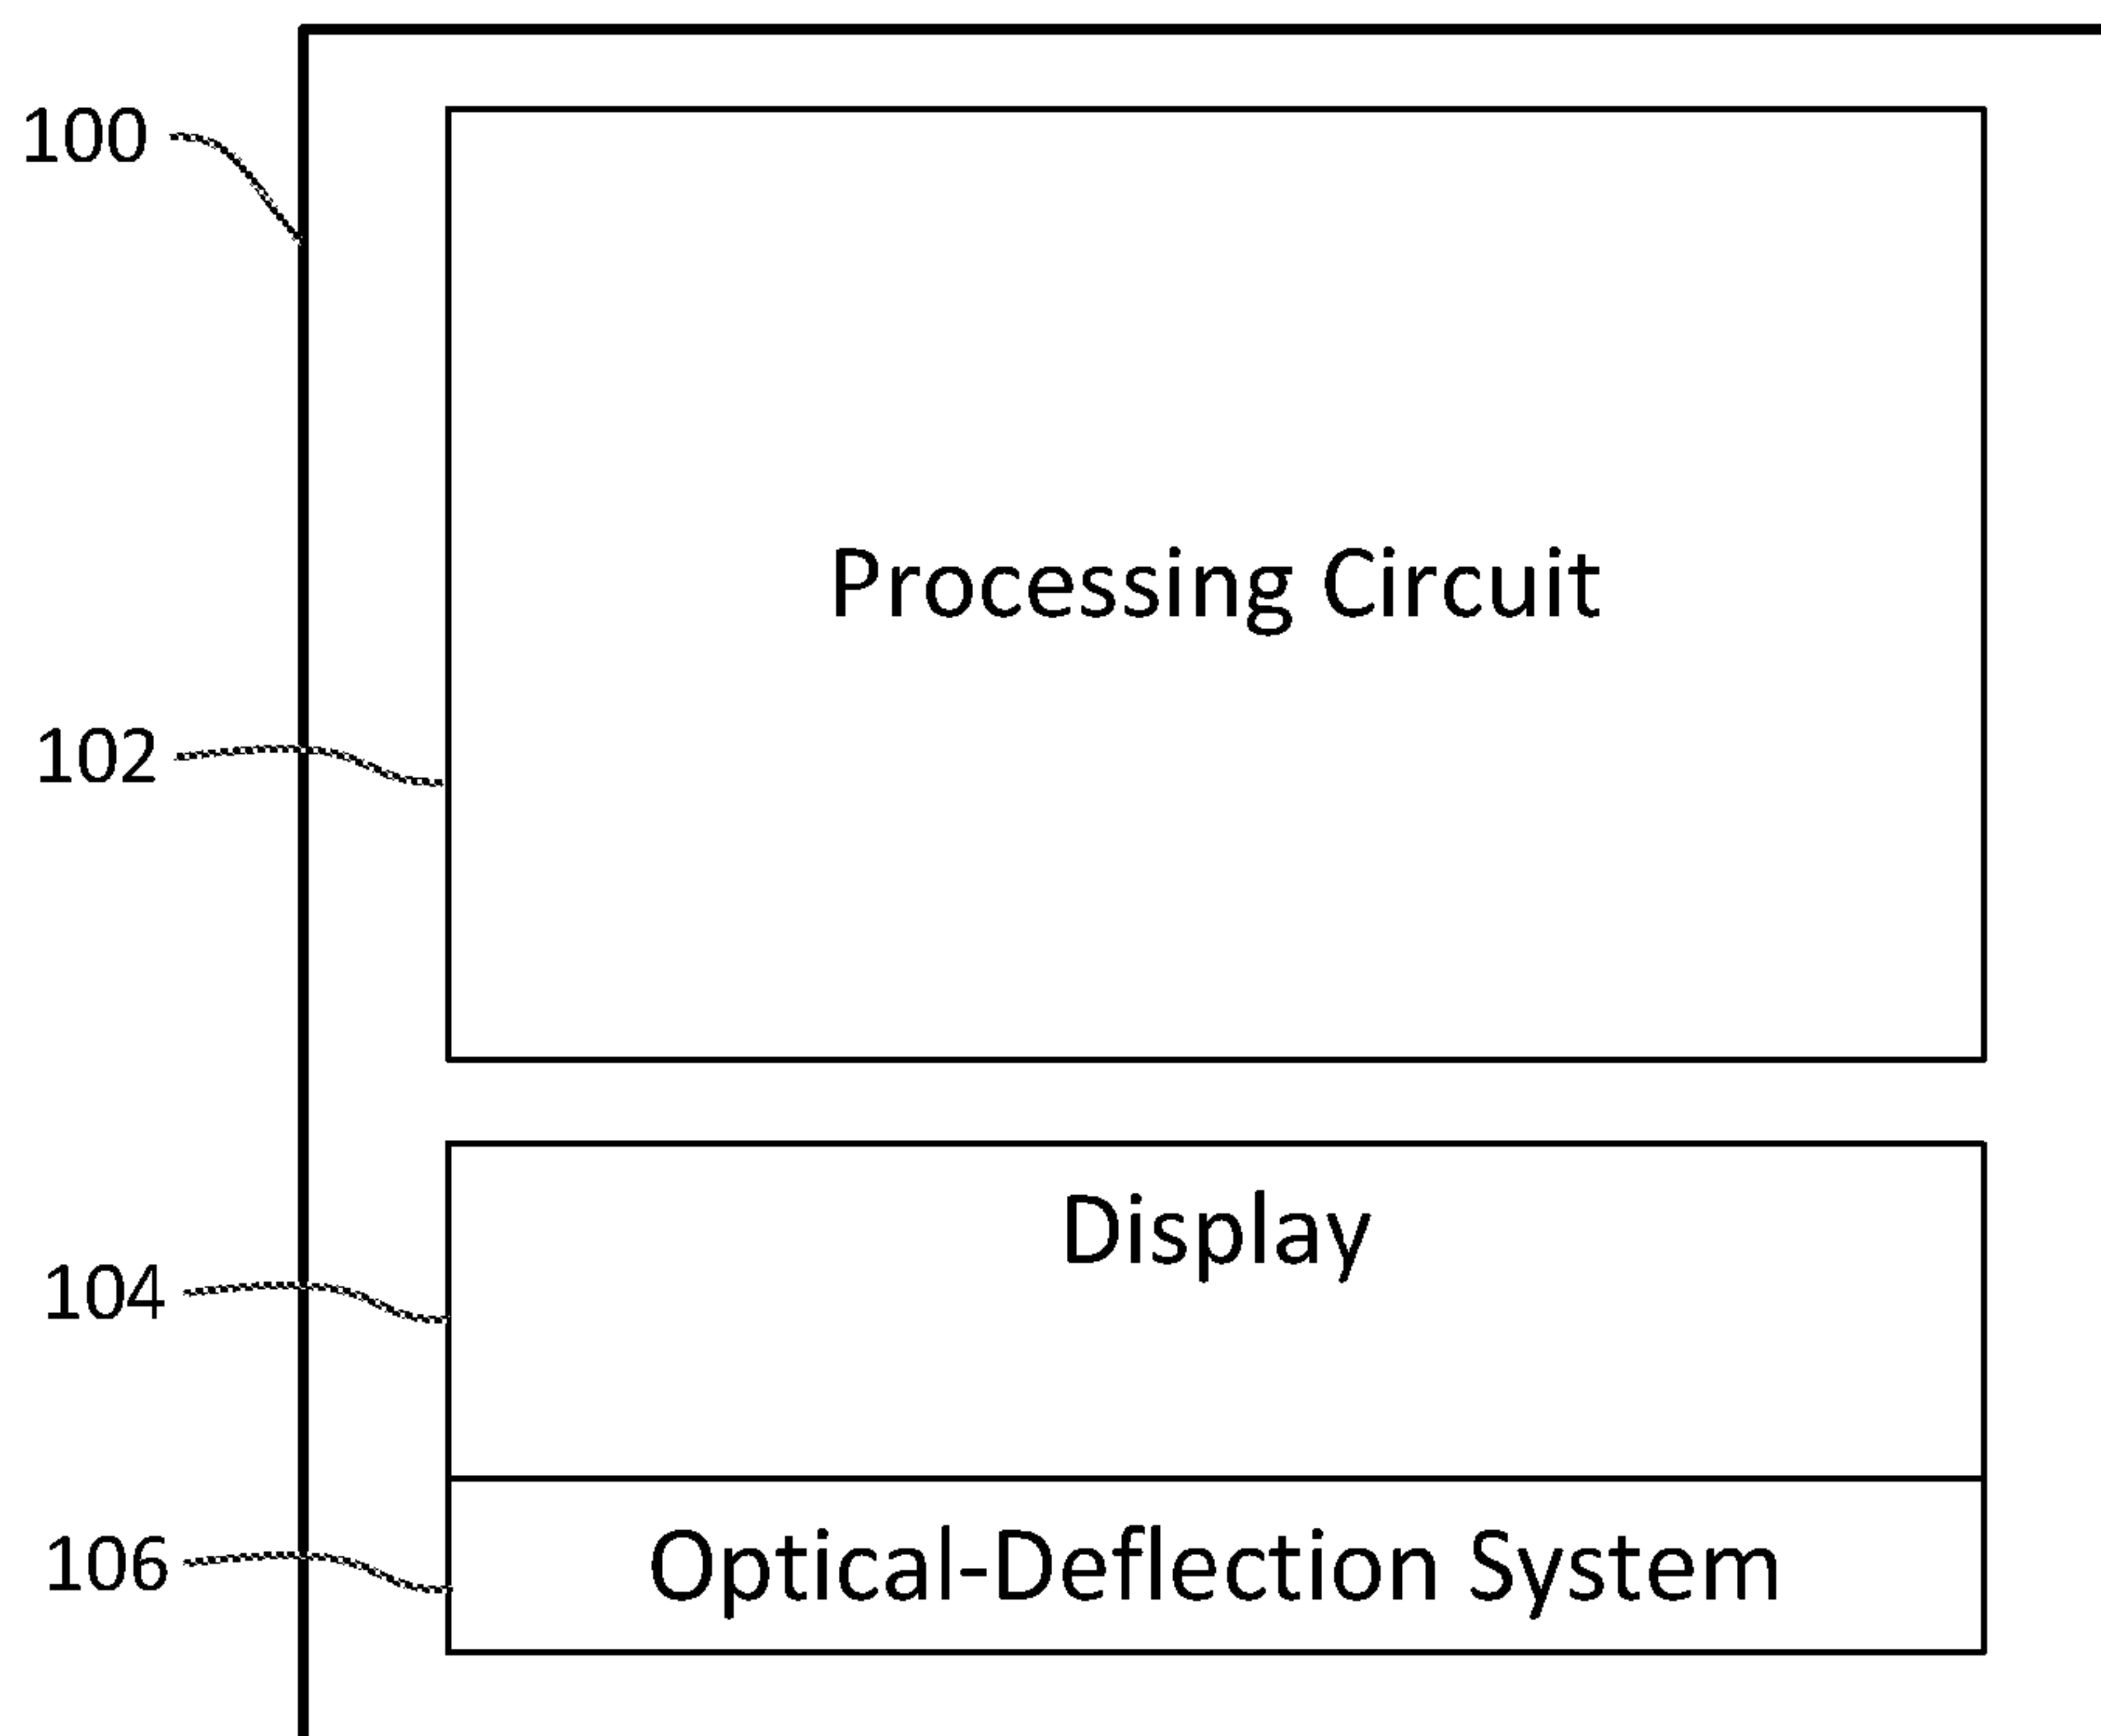 100
Processing Circuit
102
Display
104
106
Optical-Deflection System